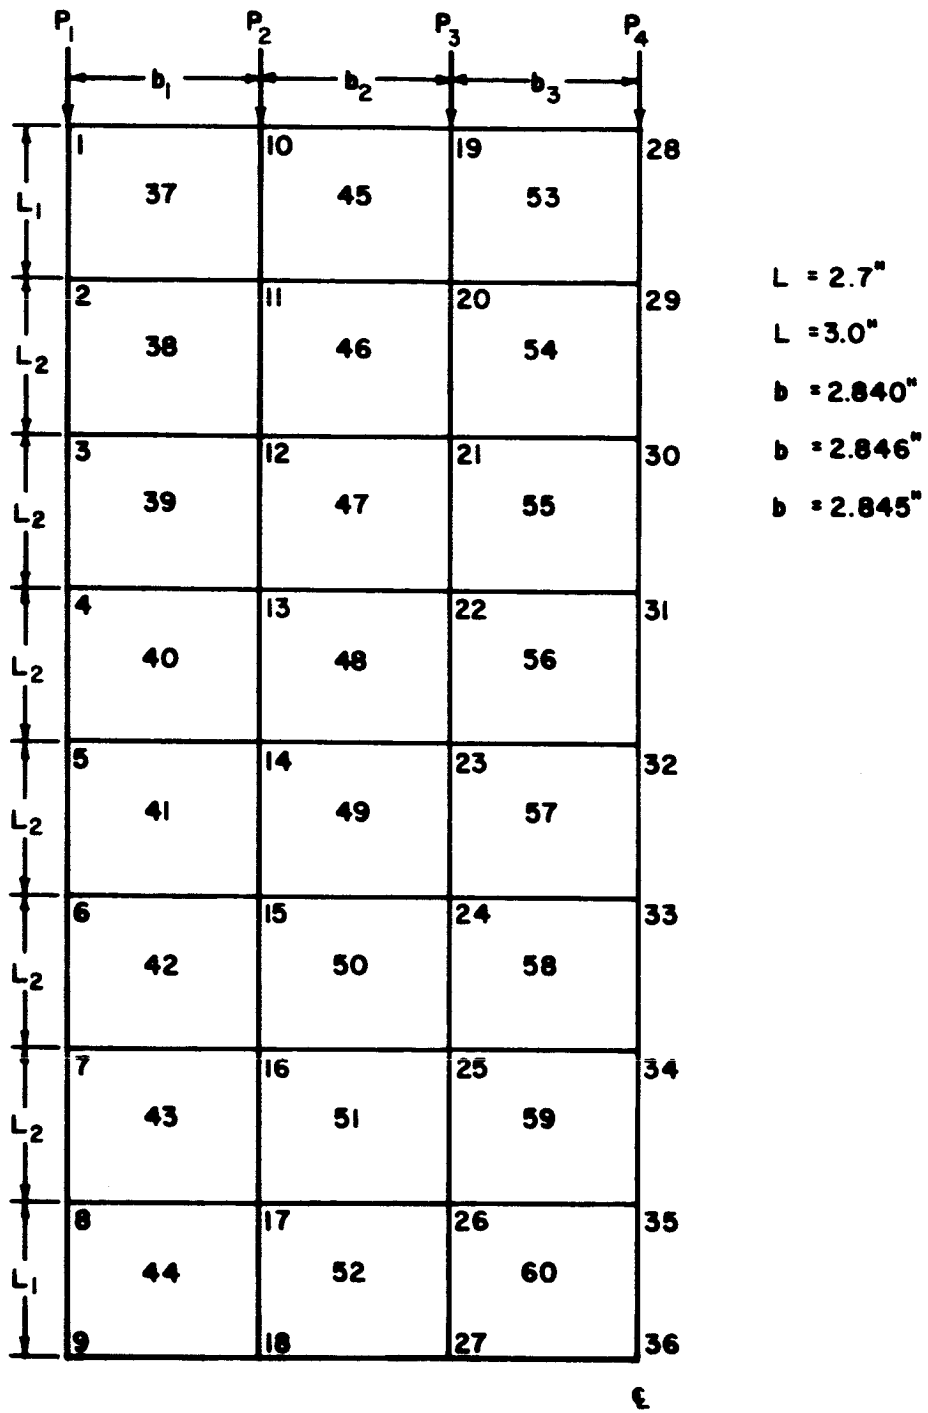 P₁ P₂ P₃ P₄
b₁ b₂ b₃
1 10 19 28
L₁ 37 45 53
L = 2.7"
2 11 20 29
L = 3.0"
L₂ 38 46 54
b = 2.840"
3 12 21 30
b = 2.846"
L₂ 39 47 55
b = 2.845"
4 13 22 31
L₂ 40 48 56
5 14 23 32
L₂ 41 49 57
6 15 24 33
L₂ 42 50 58
7 16 25 34
L₂ 43 51 59
8 17 26 35
L₁ 44 52 60
9 18 27 36
℄